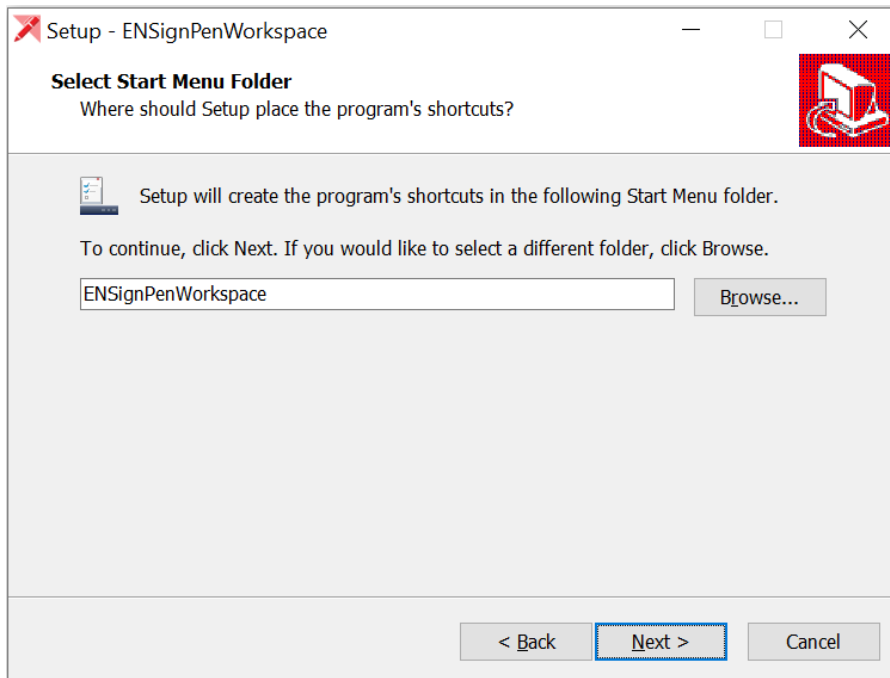 Setup - ENSignPenWorkspace
Select Start Menu Folder
Where should Setup place the program's shortcuts?
Setup will create the program's shortcuts in the following Start Menu folder.
To continue, click Next. If you would like to select a different folder, click Browse.
ENSignPenWorkspace
Browse...
< Back
Next >
Cancel